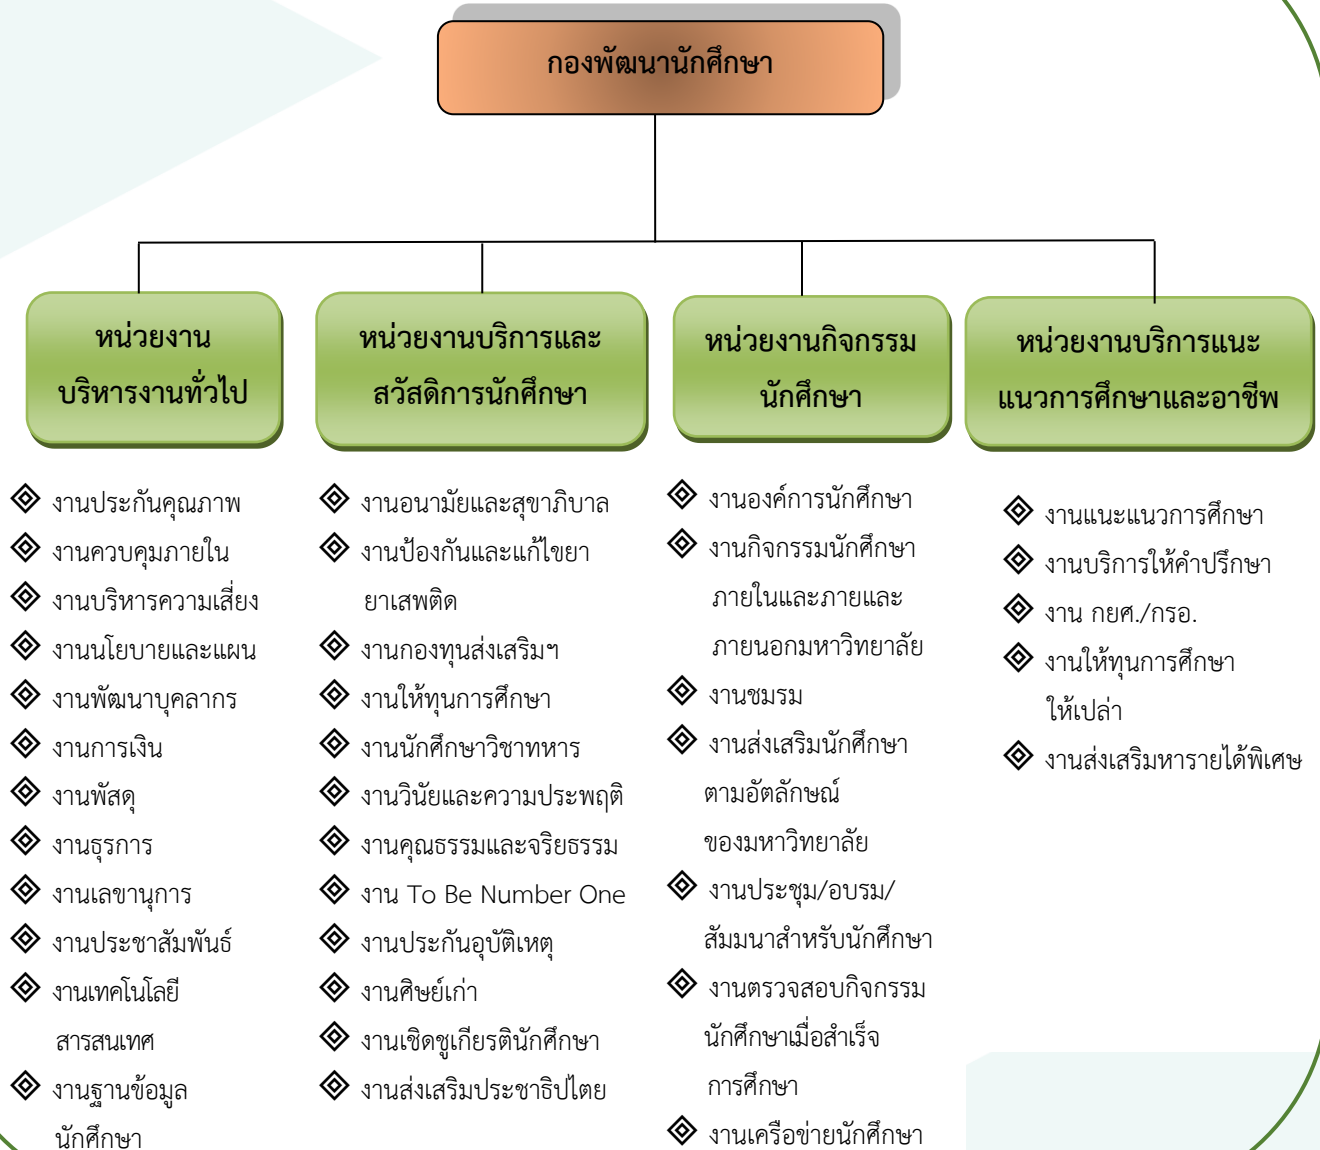 กองพัฒนานักศึกษา
หน่วยงาน
บริหารงานทั่วไป
งานประกันคุณภาพ
งานควบคุมภายใน
งานบริหารความเสี่ยง
งานนโยบายและแผน
งานพัฒนาบุคลากร
งานการเงิน
งานพัสดุ
งานธุรการ
งานเลขานุการ
งานประชาสัมพันธ์
งานเทคโนโลยี
สารสนเทศ
งานฐานข้อมูล
นักศึกษา
หน่วยงานบริการและ
สวัสดิการนักศึกษา
งานอนามัยและสุขาภิบาล
งานป้องกันและแก้ไขยา
ยาเสพติด
งานกองทุนส่งเสริมฯ
งานให้ทุนการศึกษา
งานนักศึกษาวิชาทหาร
งานวินัยและความประพฤติ
งานคุณธรรมและจริยธรรม
งาน To Be Number One
งานประกันอุบัติเหตุ
งานศิษย์เก่า
งานเชิดชูเกียรตินักศึกษา
งานส่งเสริมประชาธิปไตย
หน่วยงานกิจกรรม
นักศึกษา
งานองค์การนักศึกษา
งานกิจกรรมนักศึกษา
ภายในและภายและ
ภายนอกมหาวิทยาลัย
งานชมรม
งานส่งเสริมนักศึกษา
ตามอัตลักษณ์
ของมหาวิทยาลัย
งานประชุม/อบรม/
สัมมนาสำหรับนักศึกษา
งานตรวจสอบกิจกรรม
นักศึกษาเมื่อสำเร็จ
การศึกษา
งานเครือข่ายนักศึกษา
หน่วยงานบริการแนะ
แนวการศึกษาและอาชีพ
งานแนะแนวการศึกษา
งานบริการให้คำปรึกษา
งาน กยศ./กรอ.
งานให้ทุนการศึกษา
ให้เปล่า
งานส่งเสริมหารายได้พิเศษ